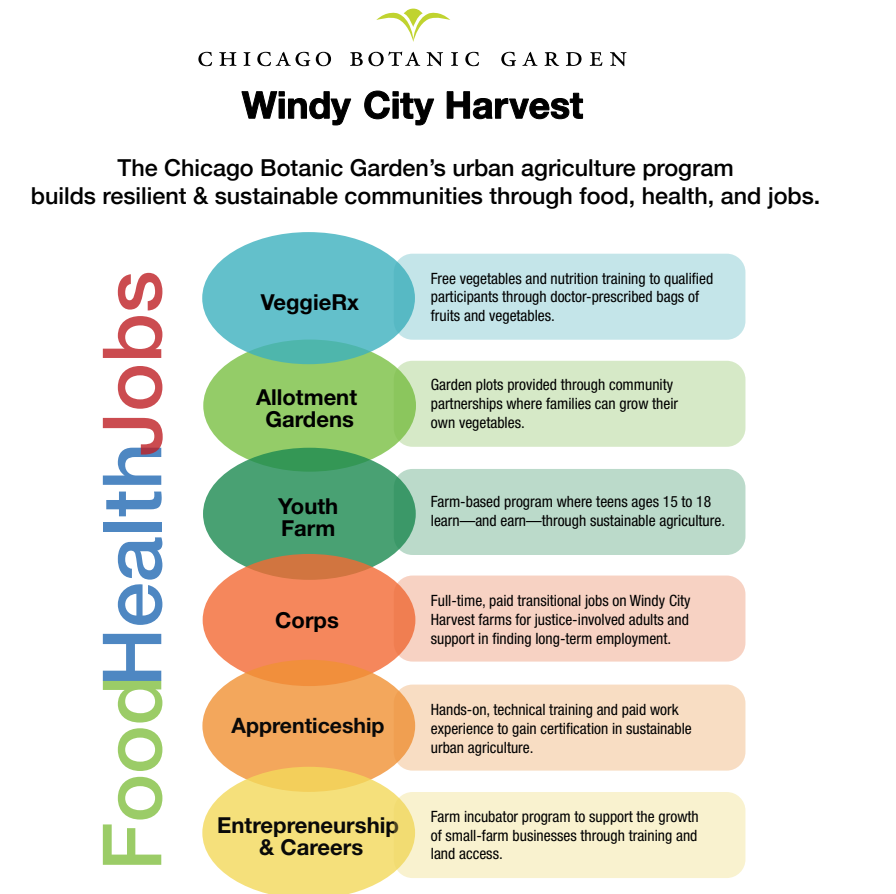 CHICAGO BOTANIC GARDEN
Windy City Harvest
The Chicago Botanic Garden's urban agriculture program
builds resilient & sustainable communities through food, health, and jobs.
FoodHealthJobs
VeggieRx
Free vegetables and nutrition training to qualified
participants through doctor-prescribed bags of
fruits and vegetables.
Allotment
Gardens
Garden plots provided through community
partnerships where families can grow their
own vegetables.
Youth
Farm
Farm-based program where teens ages 15 to 18
learn—and earn—through sustainable agriculture.
Corps
Full-time, paid transitional jobs on Windy City
Harvest farms for justice-involved adults and
support in finding long-term employment.
Apprenticeship
Hands-on, technical training and paid work
experience to gain certification in sustainable
urban agriculture.
Entrepreneurship
& Careers
Farm incubator program to support the growth
of small-farm businesses through training and
land access.